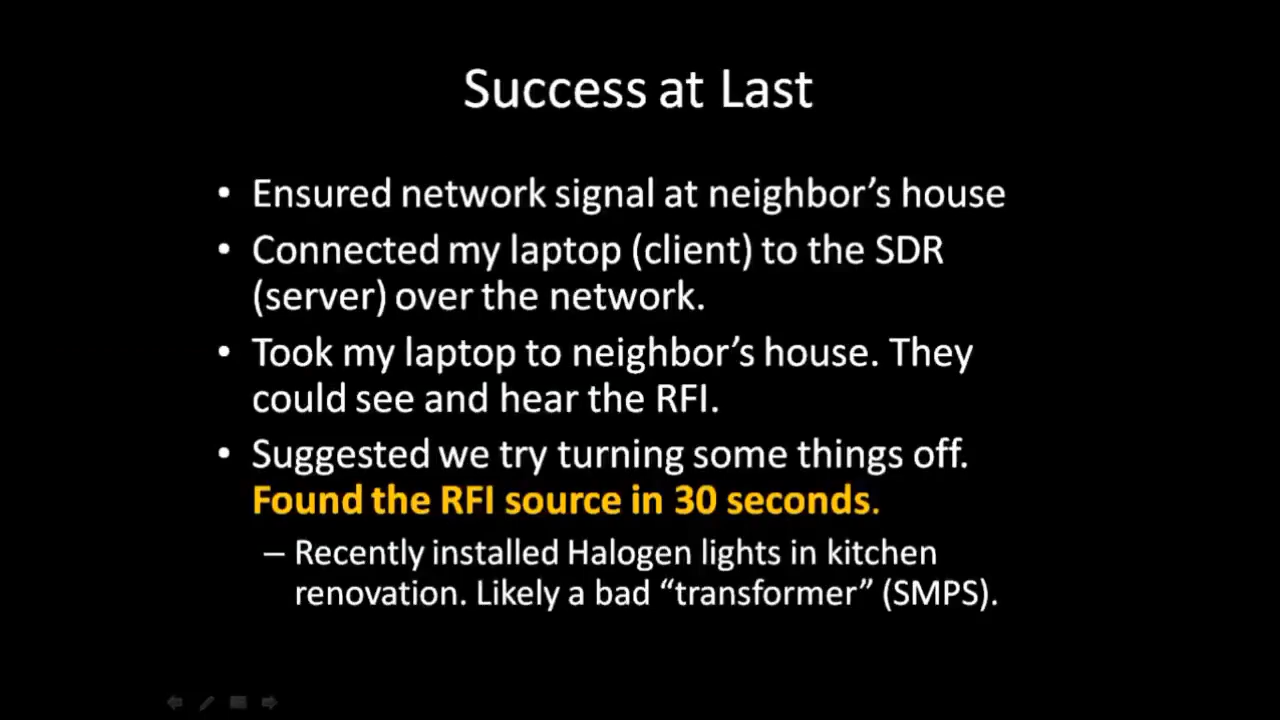 Success at Last
• Ensured network signal at neighbor’s house
• Connected my laptop (client) to the SDR
(server) over the network.
• Took my laptop to neighbor’s house. They
could see and hear the RFI.
• Suggested we try turning some things off.
Found the RFI source in 30 seconds.
– Recently installed Halogen lights in kitchen
renovation. Likely a bad “transformer” (SMPS).